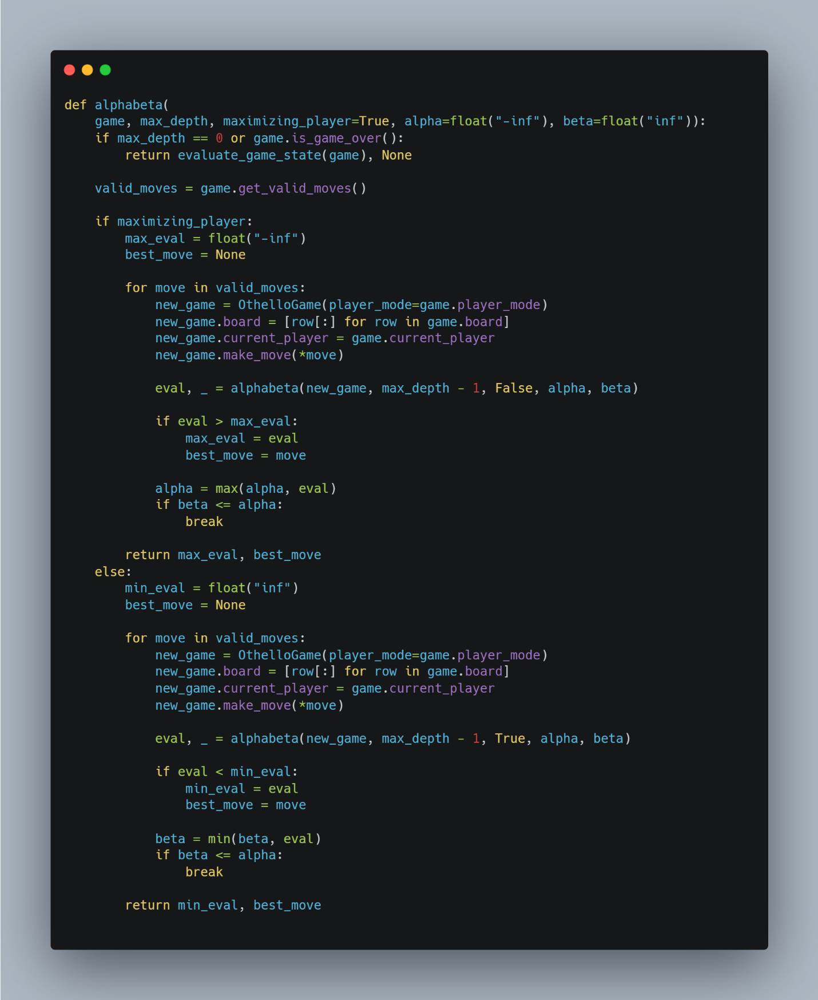 def alphabeta(
    game, max_depth, maximizing_player=True, alpha=float("-inf"), beta=float("inf")):
    if max_depth == 0 or game.is_game_over():
        return evaluate_game_state(game), None

    valid_moves = game.get_valid_moves()

    if maximizing_player:
        max_eval = float("-inf")
        best_move = None

        for move in valid_moves:
            new_game = OthelloGame(player_mode=game.player_mode)
            new_game.board = [row[:] for row in game.board]
            new_game.current_player = game.current_player
            new_game.make_move(*move)

            eval, _ = alphabeta(new_game, max_depth - 1, False, alpha, beta)

            if eval > max_eval:
                max_eval = eval
                best_move = move

            alpha = max(alpha, eval)
            if beta <= alpha:
                break

        return max_eval, best_move
    else:
        min_eval = float("inf")
        best_move = None

        for move in valid_moves:
            new_game = OthelloGame(player_mode=game.player_mode)
            new_game.board = [row[:] for row in game.board]
            new_game.current_player = game.current_player
            new_game.make_move(*move)

            eval, _ = alphabeta(new_game, max_depth - 1, True, alpha, beta)

            if eval < min_eval:
                min_eval = eval
                best_move = move

            beta = min(beta, eval)
            if beta <= alpha:
                break

        return min_eval, best_move